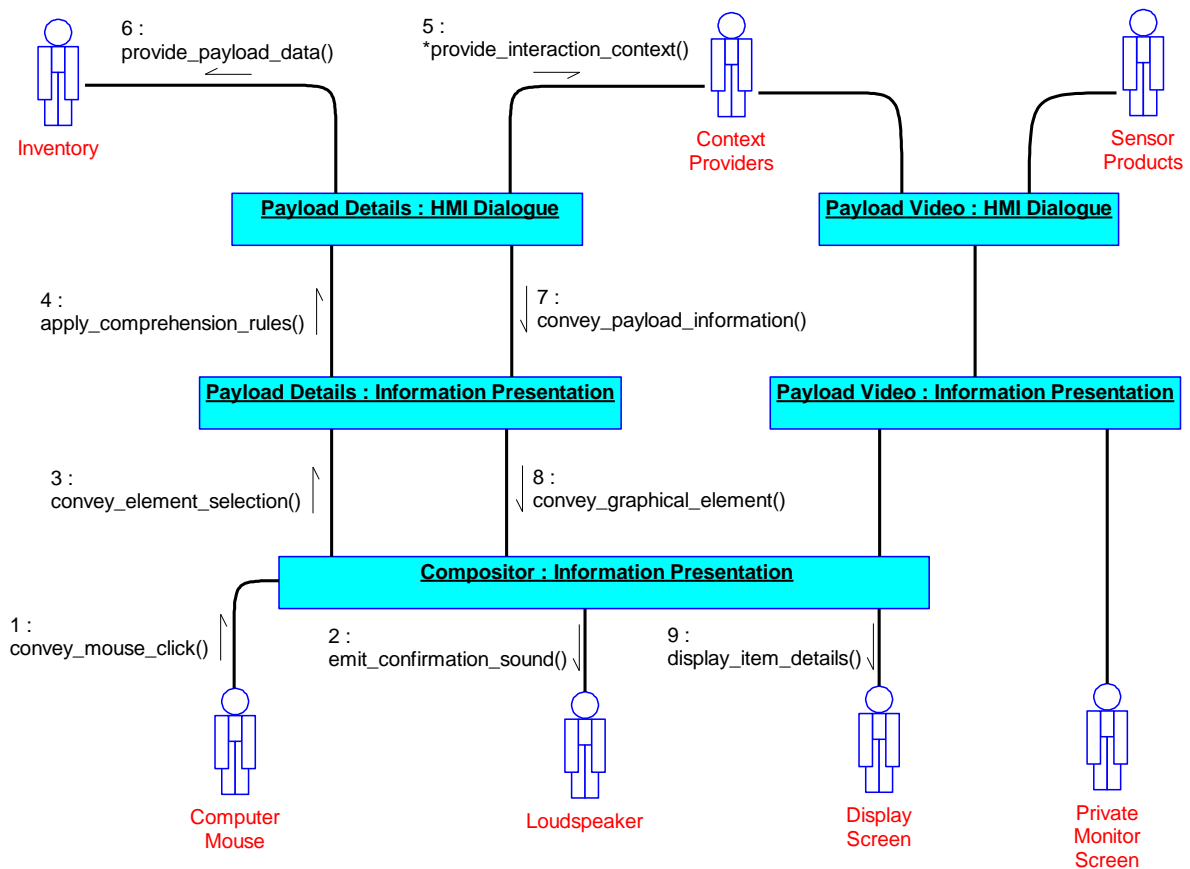 6 :
provide_payload_data()
5 :
*provide_interaction_context()
Inventory
Context
Providers
Sensor
Products
Payload Details : HMI Dialogue
Payload Video : HMI Dialogue
4 :
apply_comprehension_rules()
7 :
convey_payload_information()
Payload Details : Information Presentation
Payload Video : Information Presentation
3 :
convey_element_selection()
8 :
convey_graphical_element()
Compositor : Information Presentation
1 :
convey_mouse_click()
2 :
emit_confirmation_sound()
9 :
display_item_details()
Computer
Mouse
Loudspeaker
Display
Screen
Private
Monitor
Screen